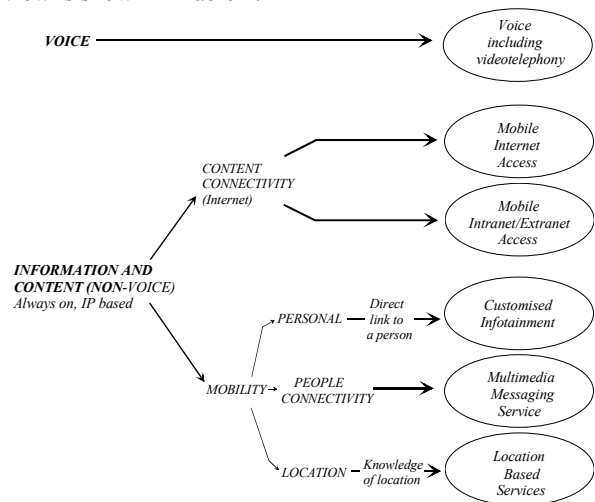 VOICE
Voice
including
videotelephony
CONTENT
CONNECTIVITY
(Internet)
Mobile
Internet
Access
Mobile
Intranet/Extranet
Access
INFORMATION AND
CONTENT (NON-VOICE)
Always on, IP based
MOBILITY
PERSONAL
Direct
link to
a person
Customised
Infotainment
PEOPLE
CONNECTIVITY
Multimedia
Messaging
Service
LOCATION
Knowledge
of location
Location
Based
Services